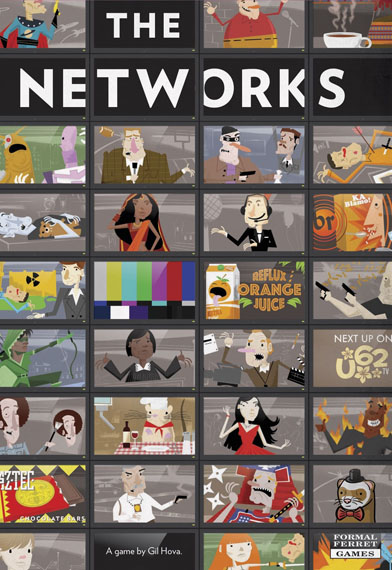 THE
NETWORKS
Or
KA
Blamo!
REFLUX
ORANGE
JUICE
NEXT UP ON
U62
TV
AZTEC
CHOCOLATE BARS
A game by Gil Hova.
FORMAL
FERRET
GAMES